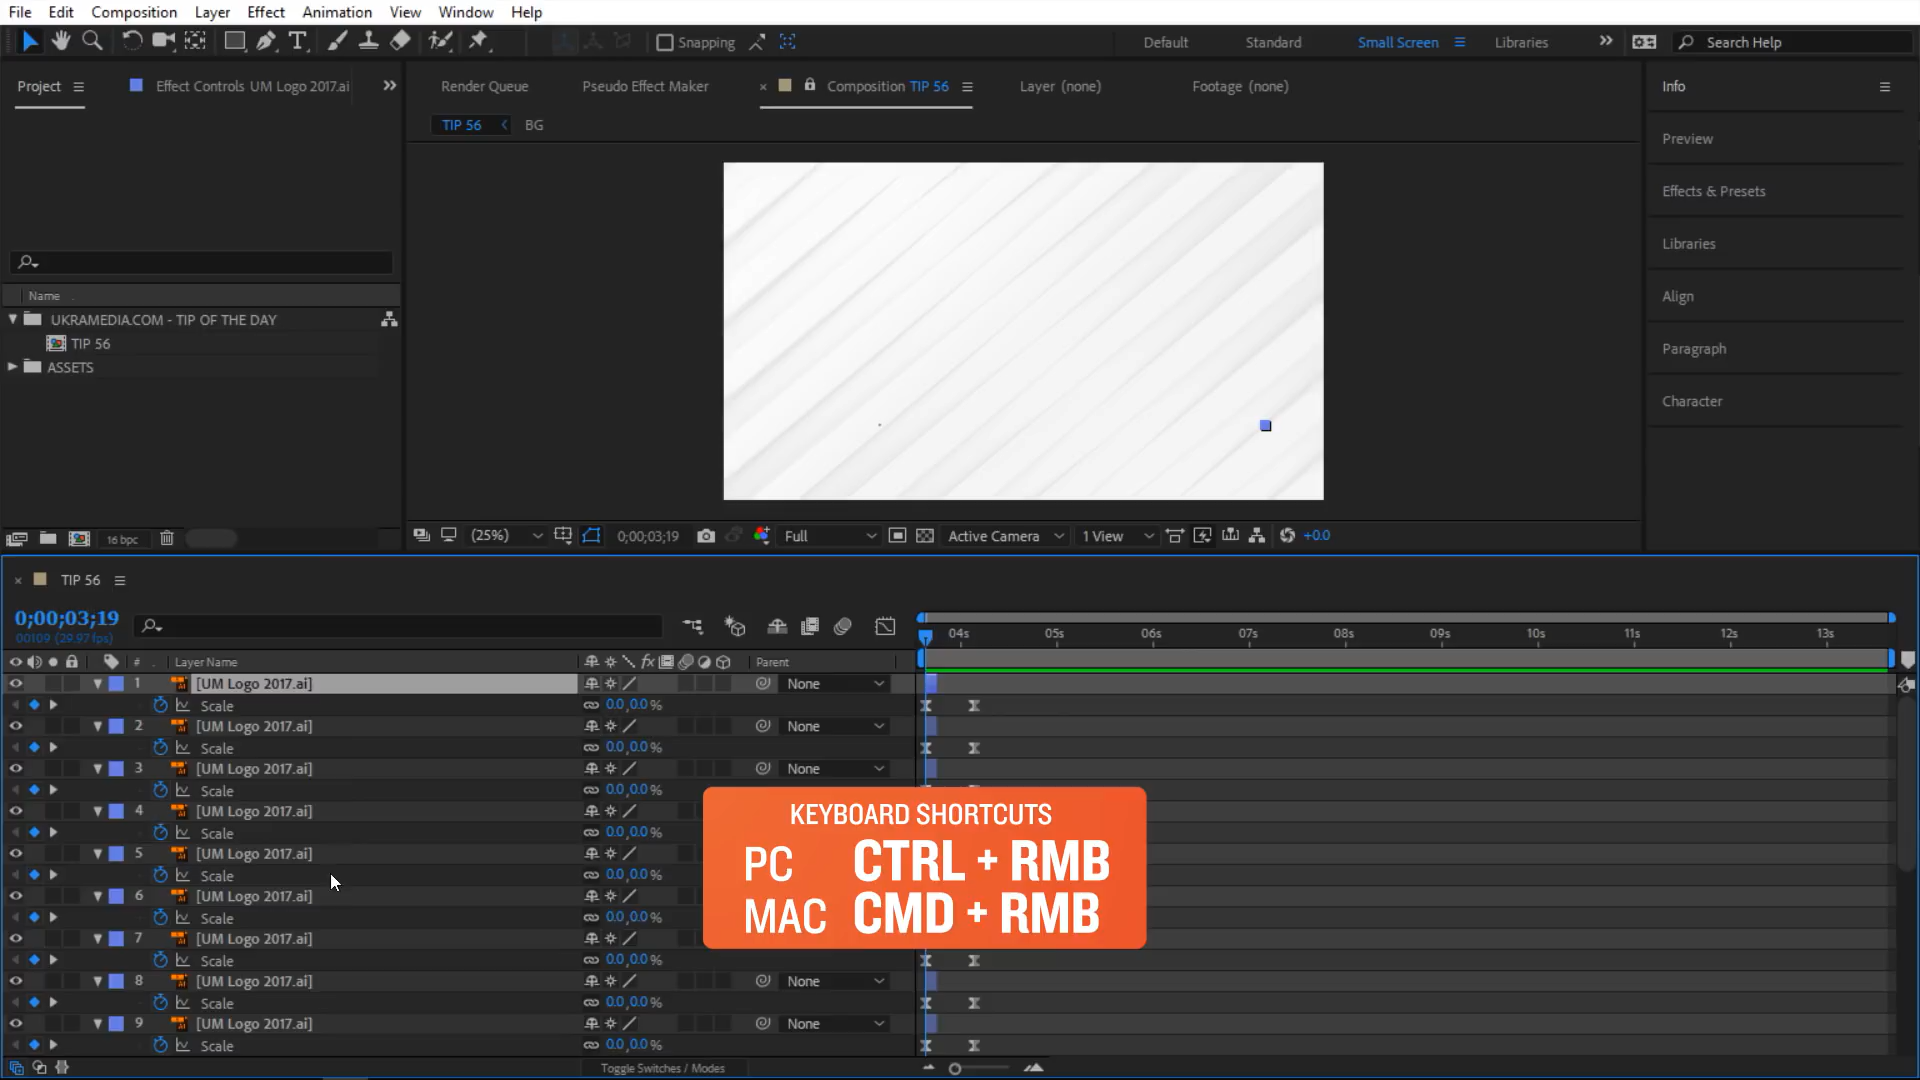 File Edit Composition Layer Effect Animation View Window Help
Snapping Default Standard Small Screen Libraries Search Help
Project Effect Controls UM Logo 2017.ai Render Queue Pseudo Effect Maker Composition TIP 56 Layer (none) Footage (none) Info
TIP 56 BG
Preview
Effects & Presets
Libraries
Name
Align
UKRAMEDIA.COM - TIP OF THE DAY
TIP 56
Paragraph
ASSETS
Character
16 bpc (25%) 0;00;03;19 Full Active Camera 1 View +0.0
TIP 56
0;00;03;19
00109 (29.97 fps)
04s 05s 06s 07s 08s 09s 10s 11s 12s 13s
# Layer Name fx Parent
1 [UM Logo 2017.ai] None
Scale 0.0,0.0%
2 [UM Logo 2017.ai] None
Scale 0.0,0.0%
3 [UM Logo 2017.ai] None
Scale 0.0,0.0%
4 [UM Logo 2017.ai]
Scale 0.0,0.0%
5 [UM Logo 2017.ai]
Scale 0.0,0.0%
6 [UM Logo 2017.ai]
Scale 0.0,0.0%
7 [UM Logo 2017.ai]
Scale 0.0,0.0%
8 [UM Logo 2017.ai] None
Scale 0.0,0.0%
9 [UM Logo 2017.ai] None
Scale 0.0,0.0%
Toggle Switches / Modes
KEYBOARD SHORTCUTS
PC CTRL + RMB
MAC CMD + RMB